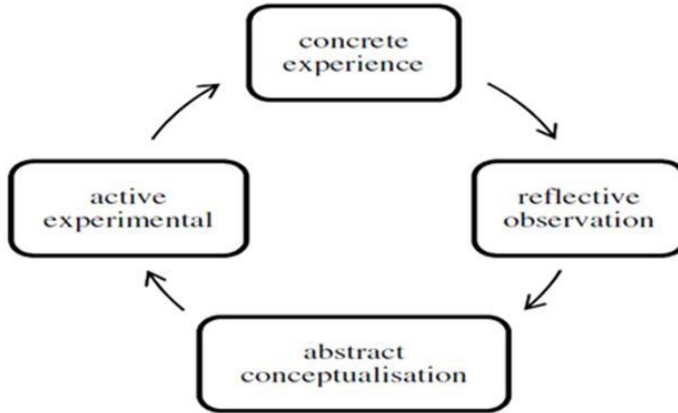 concrete
experience
active
experimental
reflective
observation
abstract
conceptualisation